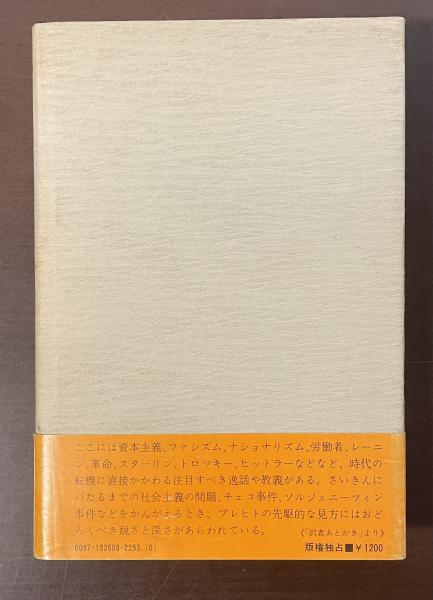 ここには資本主義、ファシズム、ナショナリズム、労働者、レーニ
ン、革命、スターリン、トロッキー、ヒットラーなどなど、時代の
転機に直接かかわる注目すべき逸話や教義がある。さいきんに
いたるまでの社会主義の問題、チェコ事件、ソルジェニーツィン
事件などをかんがえるとき、ブレヒトの先駆的な見方にはおど
ろくべき鋭さと深さがあらわれている。
《「訳者あとがき」より》
0097-132688-2253(0)
版権独占■¥1200